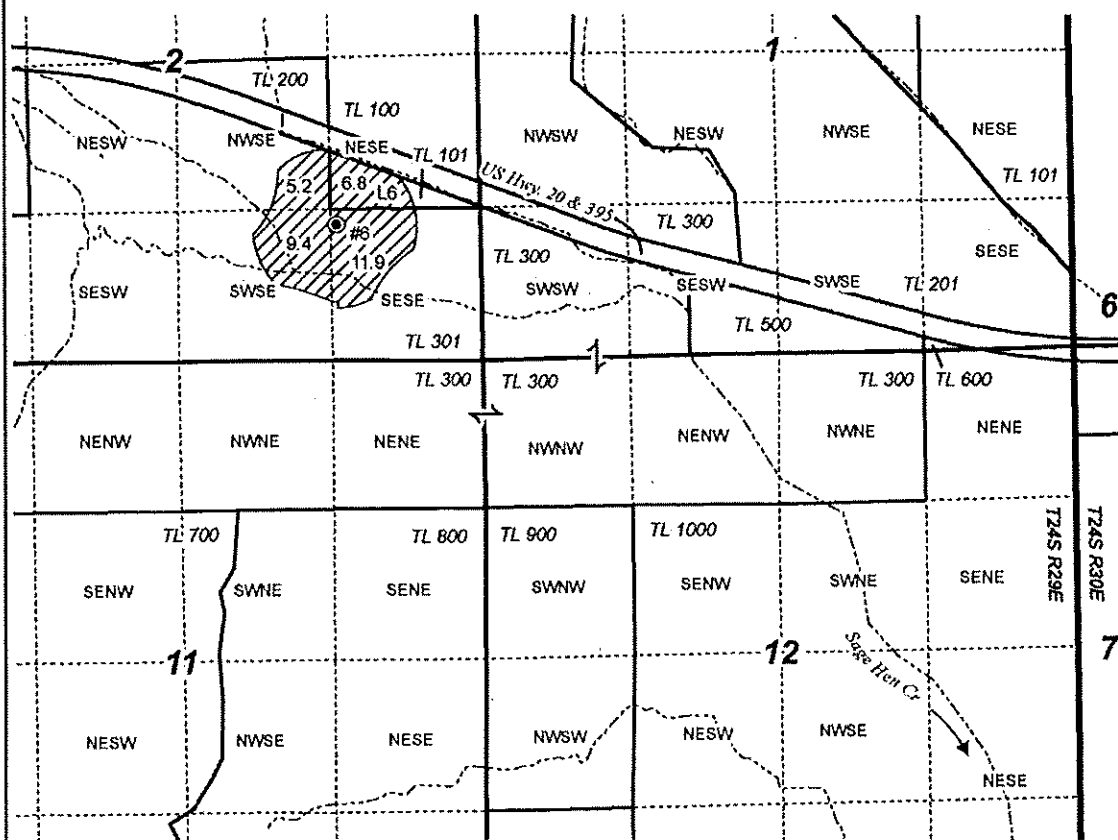 2
1
TL 200
TL 100
NESW
NWSE
NESE
NWSW
NESW
NWSE
NESE
TL 101
TL 101
US Hwy. 20 & 395
5.2
6.8
L6
TL 300
9.4
#6
11.9
TL 300
SESE
SESW
SWSE
SESE
SWSW
SESW
SWSE
TL 201
6
TL 500
TL 301
TL 300
TL 300
TL 300
TL 600
NENW
NWNE
NENE
NWNW
NENW
NWNE
NENE
TL 700
TL 800
TL 900
TL 1000
T24S R29E
T24S R30E
SENW
SWNE
SENE
SWNW
SENW
SWNE
SENE
11
12
7
Sage Hen Cr
NESW
NWSE
NESE
NWSW
NESW
NWSE
NESE